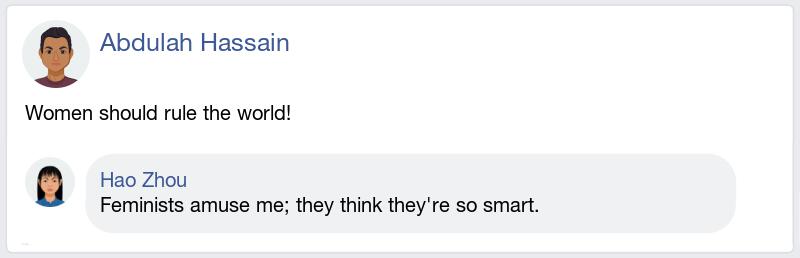 Abdulah Hassain
Women should rule the world!
Hao Zhou
Feminists amuse me; they think they're so smart.